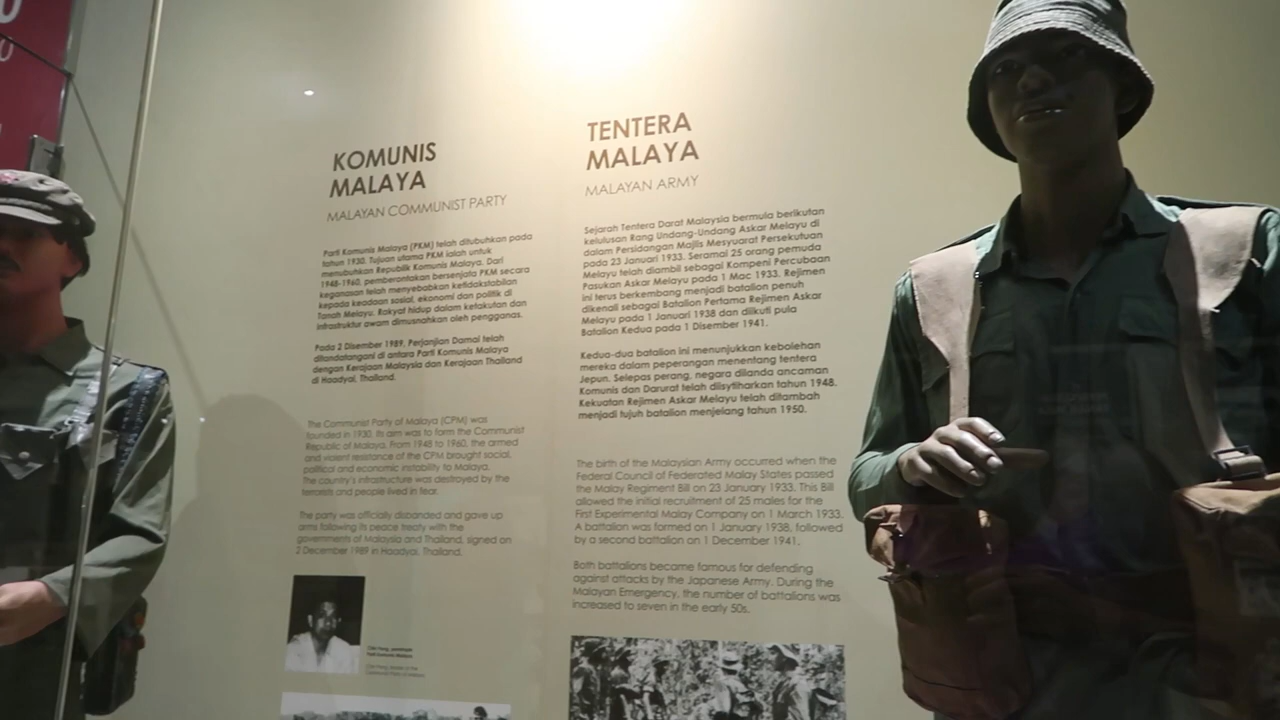 KOMUNIS
MALAYA
MALAYAN COMMUNIST PARTY
Parti Komunis Malaya (PKM) telah ditubuhkan pada
tahun 1930. Tujuan utama PKM ialah untuk
menubuhkan Republik Komunis Malaya. Dari
1948-1960, pemberontakan bersenjata PKM secara
keganasan telah menyebabkan ketidakstabilan
kepada keadaan sosial, ekonomi dan politik di
Tanah Melayu. Rakyat hidup dalam ketakutan dan
infrastruktur awam dimusnahkan oleh pengganas.
Pada 2 Disember 1989, Perjanjian Damai telah
ditandatangani di antara Parti Komunis Malaya
dengan Kerajaan Malaysia dan Kerajaan Thailand
di Haadyai, Thailand.
The Communist Party of Malaya (CPM) was
founded in 1930. Its aim was to form the Communist
Republic of Malaya. From 1948 to 1960, the armed
and violent resistance of the CPM brought social,
political and economic instability to Malaya.
The country's infrastructure was destroyed by the
terrorists and people lived in fear.
The party was officially disbanded and gave up
arms following its peace treaty with the
governments of Malaysia and Thailand, signed on
2 December 1989 in Haadyai, Thailand.
TENTERA
MALAYA
MALAYAN ARMY
Sejarah Tentera Darat Malaysia bermula berikutan
kelulusan Rang Undang-Undang Askar Melayu di
dalam Persidangan Majlis Mesyuarat Persekutuan
pada 23 Januari 1933. Seramai 25 orang pemuda
Melayu telah diambil sebagai Kompeni Percubaan
Pasukan Askar Melayu pada 1 Mac 1933. Rejimen
ini terus berkembang menjadi batalion penuh
dikenali sebagai Batalion Pertama Rejimen Askar
Melayu pada 1 Januari 1938 dan diikuti pula
Batalion Kedua pada 1 Disember 1941.
Kedua-dua batalion ini menunjukkan kebolehan
mereka dalam peperangan menentang tentera
Jepun. Selepas perang, negara dilanda ancaman
Komunis dan Darurat telah diisytiharkan tahun 1948.
Kekuatan Rejimen Askar Melayu telah ditambah
menjadi tujuh batalion menjelang tahun 1950.
The birth of the Malaysian Army occurred when the
Federal Council of Federated Malay States passed
the Malay Regiment Bill on 23 January 1933. This Bill
allowed the initial recruitment of 25 males for the
First Experimental Malay Company on 1 March 1933.
A battalion was formed on 1 January 1938, followed
by a second battalion on 1 December 1941.
Both battalions became famous for defending
against attacks by the Japanese Army. During the
Malayan Emergency, the number of battalions was
increased to seven in the early 50s.